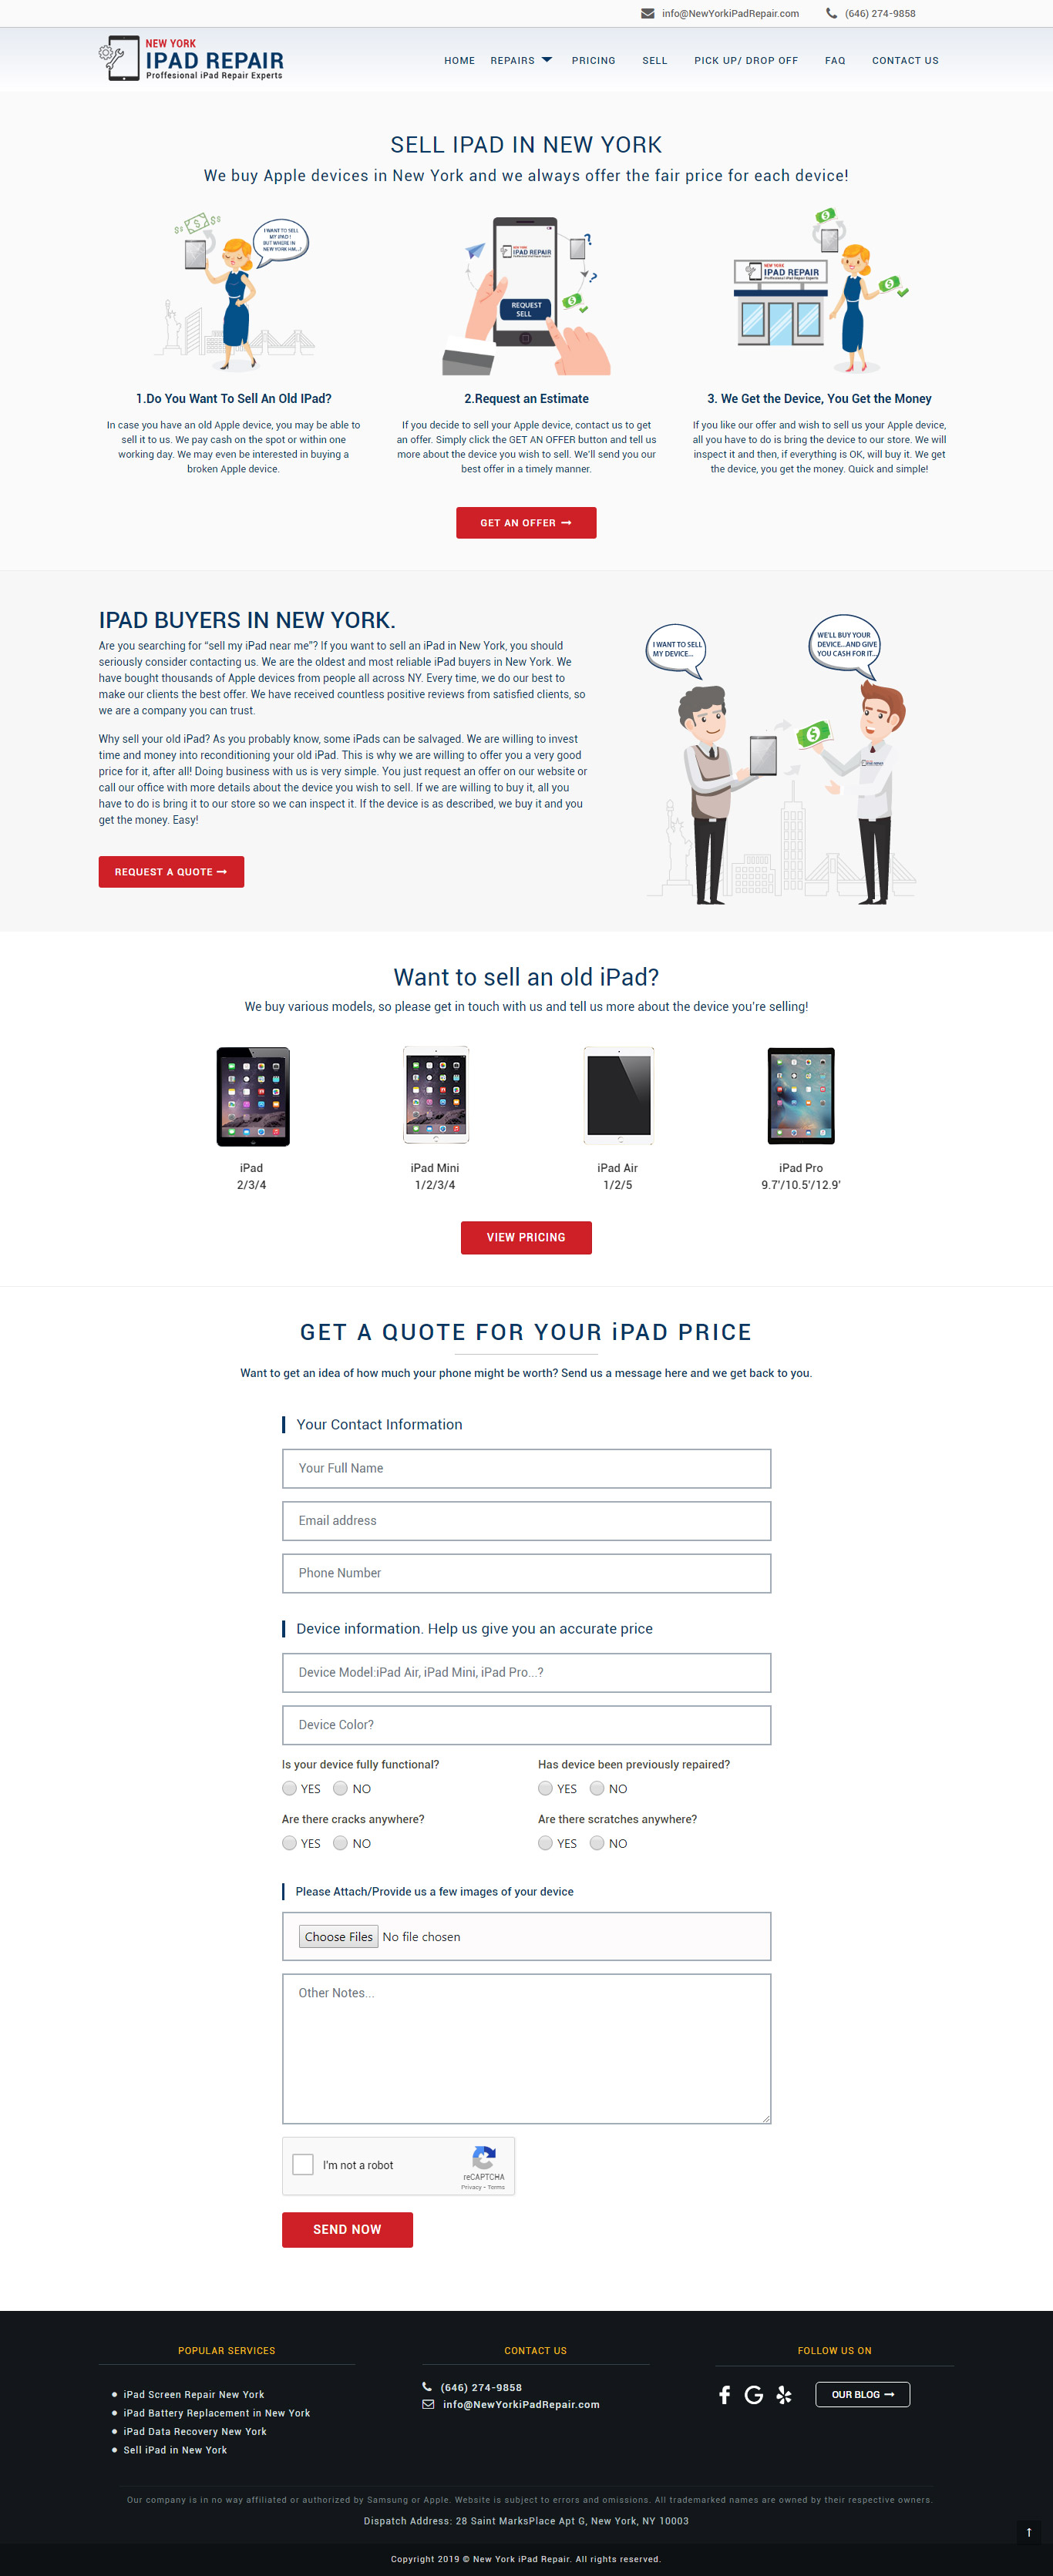 info@NewYorkiPadRepair.com
(646) 274-9858
NEW YORK
IPAD REPAIR
Proffesional iPad Repair Experts
HOME
REPAIRS
PRICING
SELL
PICK UP/ DROP OFF
FAQ
CONTACT US
SELL IPAD IN NEW YORK
We buy Apple devices in New York and we always offer the fair price for each device!
I WANT TO SELL
MY IPAD !
BUT WHERE IN
NEW YORK HM...?
NEW YORK
IPAD REPAIR
REQUEST
SELL
NEW YORK
IPAD REPAIR
1.Do You Want To Sell An Old IPad?
In case you have an old Apple device, you may be able to
sell it to us. We pay cash on the spot or within one
working day. We may even be interested in buying a
broken Apple device.
2.Request an Estimate
If you decide to sell your Apple device, contact us to get
an offer. Simply click the GET AN OFFER button and tell us
more about the device you wish to sell. We'll send you our
best offer in a timely manner.
3. We Get the Device, You Get the Money
If you like our offer and wish to sell us your Apple device,
all you have to do is bring the device to our store. We will
inspect it and then, if everything is OK, will buy it. We get
the device, you get the money. Quick and simple!
GET AN OFFER →
IPAD BUYERS IN NEW YORK.
Are you searching for “sell my iPad near me”? If you want to sell an iPad in New York, you should
seriously consider contacting us. We are the oldest and most reliable iPad buyers in New York. We
have bought thousands of Apple devices from people all across NY. Every time, we do our best to
make our clients the best offer. We have received countless positive reviews from satisfied clients, so
we are a company you can trust.
Why sell your old iPad? As you probably know, some iPads can be salvaged. We are willing to invest
time and money into reconditioning your old iPad. This is why we are willing to offer you a very good
price for it, after all! Doing business with us is very simple. You just request an offer on our website or
call our office with more details about the device you wish to sell. If we are willing to buy it, all you
have to do is bring it to our store so we can inspect it. If the device is as described, we buy it and you
get the money. Easy!
REQUEST A QUOTE →
I WANT TO SELL
MY DEVICE...
WE'LL BUY YOUR
DEVICE...AND GIVE
YOU CASH FOR IT...
Want to sell an old iPad?
We buy various models, so please get in touch with us and tell us more about the device you're selling!
iPad
2/3/4
iPad Mini
1/2/3/4
iPad Air
1/2/5
iPad Pro
9.7'/10.5'/12.9'
VIEW PRICING
GET A QUOTE FOR YOUR iPAD PRICE
Want to get an idea of how much your phone might be worth? Send us a message here and we get back to you.
Your Contact Information
Your Full Name
Email address
Phone Number
Device information. Help us give you an accurate price
Device Model:iPad Air, iPad Mini, iPad Pro...?
Device Color?
Is your device fully functional?
YES NO
Has device been previously repaired?
YES NO
Are there cracks anywhere?
YES NO
Are there scratches anywhere?
YES NO
Please Attach/Provide us a few images of your device
Choose Files No file chosen
Other Notes...
I'm not a robot
reCAPTCHA
Privacy - Terms
SEND NOW
POPULAR SERVICES
iPad Screen Repair New York
iPad Battery Replacement in New York
iPad Data Recovery New York
Sell iPad in New York
CONTACT US
(646) 274-9858
info@NewYorkiPadRepair.com
FOLLOW US ON
OUR BLOG →
Our company is in no way affiliated or authorized by Samsung or Apple. Website is subject to errors and omissions. All trademarked names are owned by their respective owners.
Dispatch Address: 28 Saint MarksPlace Apt G, New York, NY 10003
Copyright 2019 © New York iPad Repair. All rights reserved.